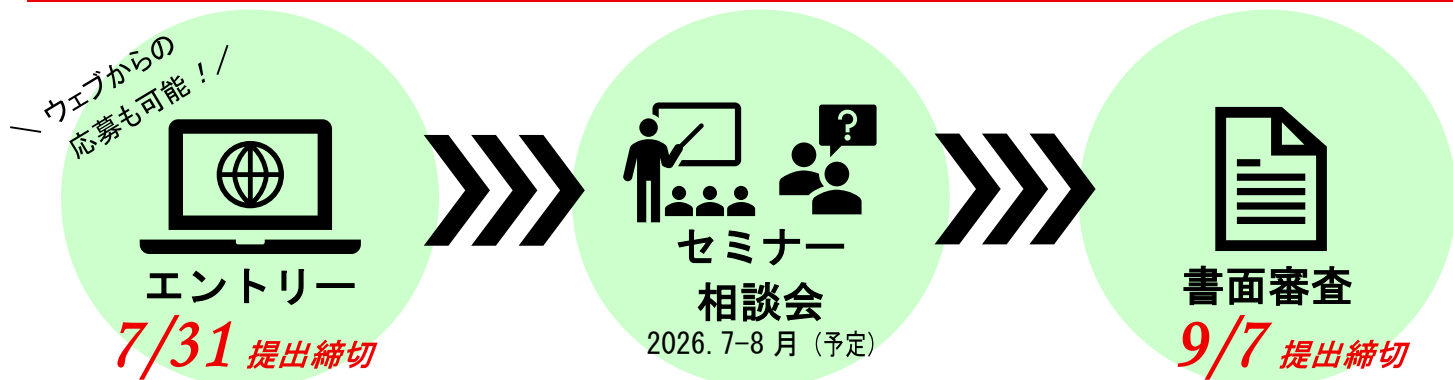 \ ウェブからの
応募も可能！/
エントリー
7/31 提出締切
?
セミナー
相談会
2026. 7-8 月（予定）
書面審査
9/7 提出締切